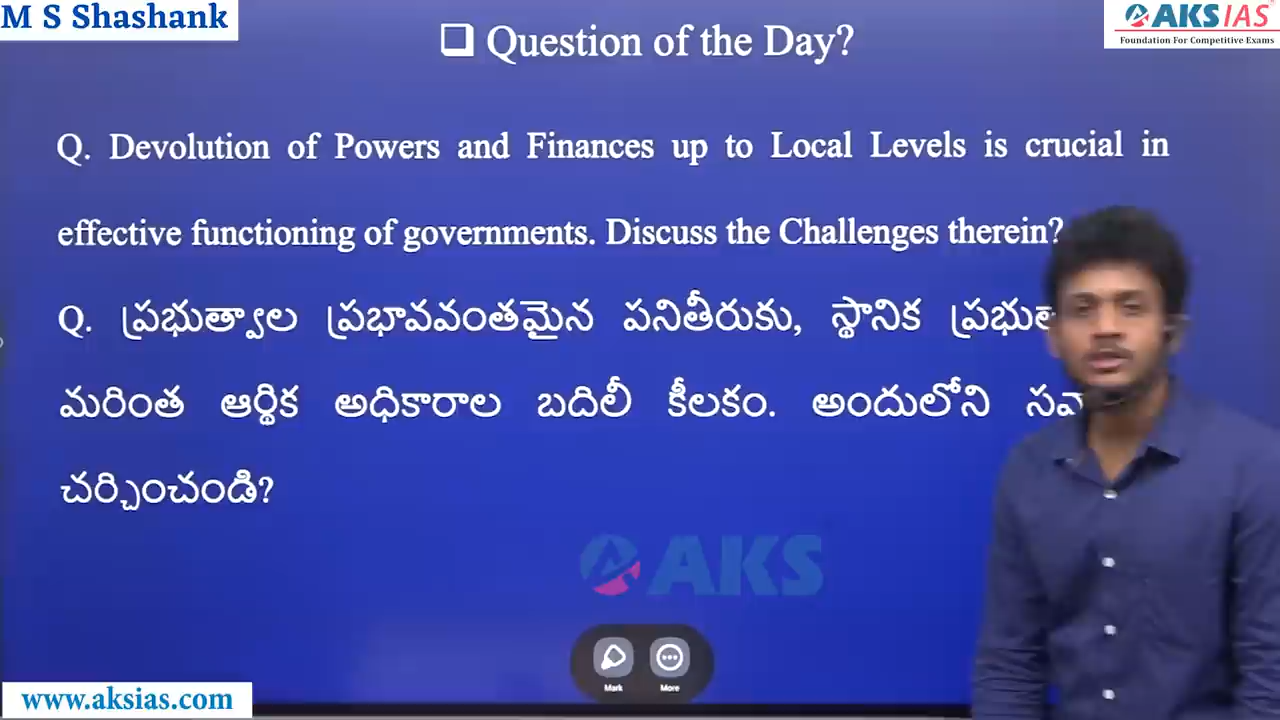 M S Shashank
AKS IAS
Foundation For Competitive Exams
Question of the Day?
Q. Devolution of Powers and Finances up to Local Levels is crucial in
effective functioning of governments. Discuss the Challenges therein?
Q. ప్రభుత్వాల ప్రభావవంతమైన పనితీరుకు, స్థానిక
మరింత ఆర్థిక అధికారాల బదిలీ కీలకం. అందులోని
చర్చించండి?
AKS
Mark More
www.aksias.com